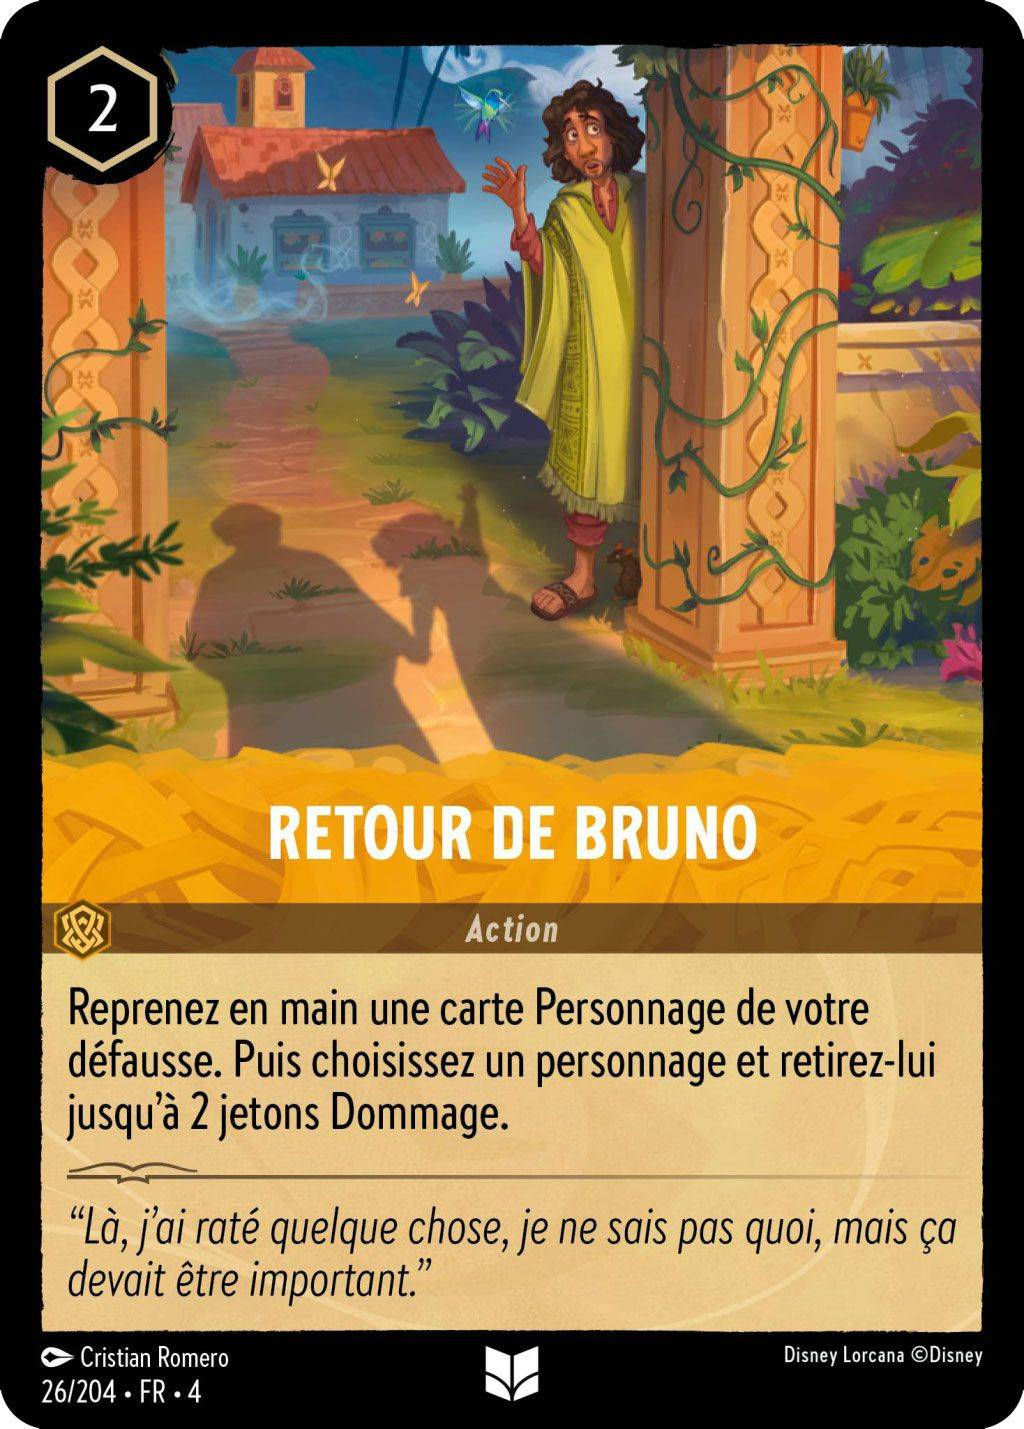 2
RETOUR DE BRUNO
Action
Reprenez en main une carte Personnage de votre
défausse. Puis choisissez un personnage et retirez-lui
jusqu’à 2 jetons Dommage.
“Là, j’ai raté quelque chose, je ne sais pas quoi, mais ça
devait être important.”
Cristian Romero
Disney Lorcana ©Disney
26/204 • FR • 4